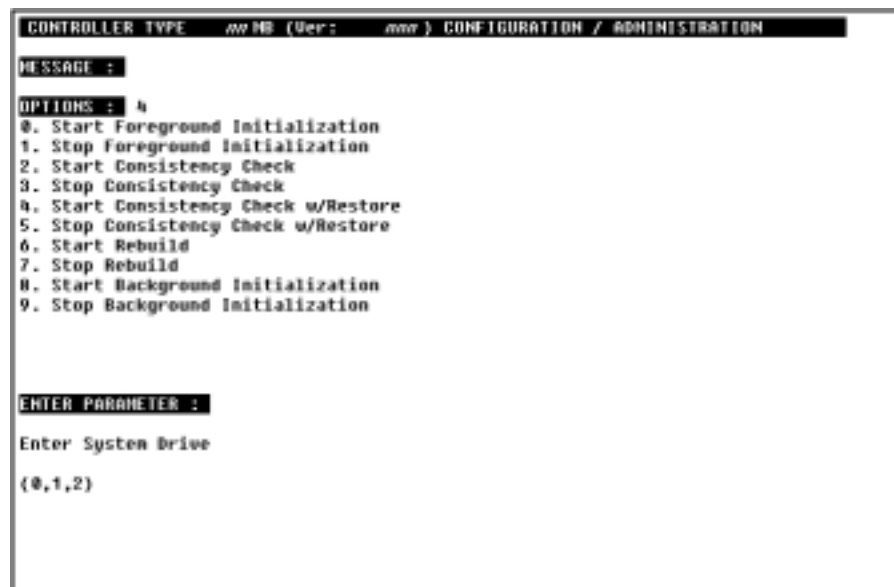 CONTROLLER TYPE nn MB (Ver: nnn) CONFIGURATION / ADMINISTRATION
MESSAGE :
OPTIONS : 4
0. Start Foreground Initialization
1. Stop Foreground Initialization
2. Start Consistency Check
3. Stop Consistency Check
4. Start Consistency Check w/Restore
5. Stop Consistency Check w/Restore
6. Start Rebuild
7. Stop Rebuild
8. Start Background Initialization
9. Stop Background Initialization
ENTER PARAMETER :
Enter System Drive
(0,1,2)